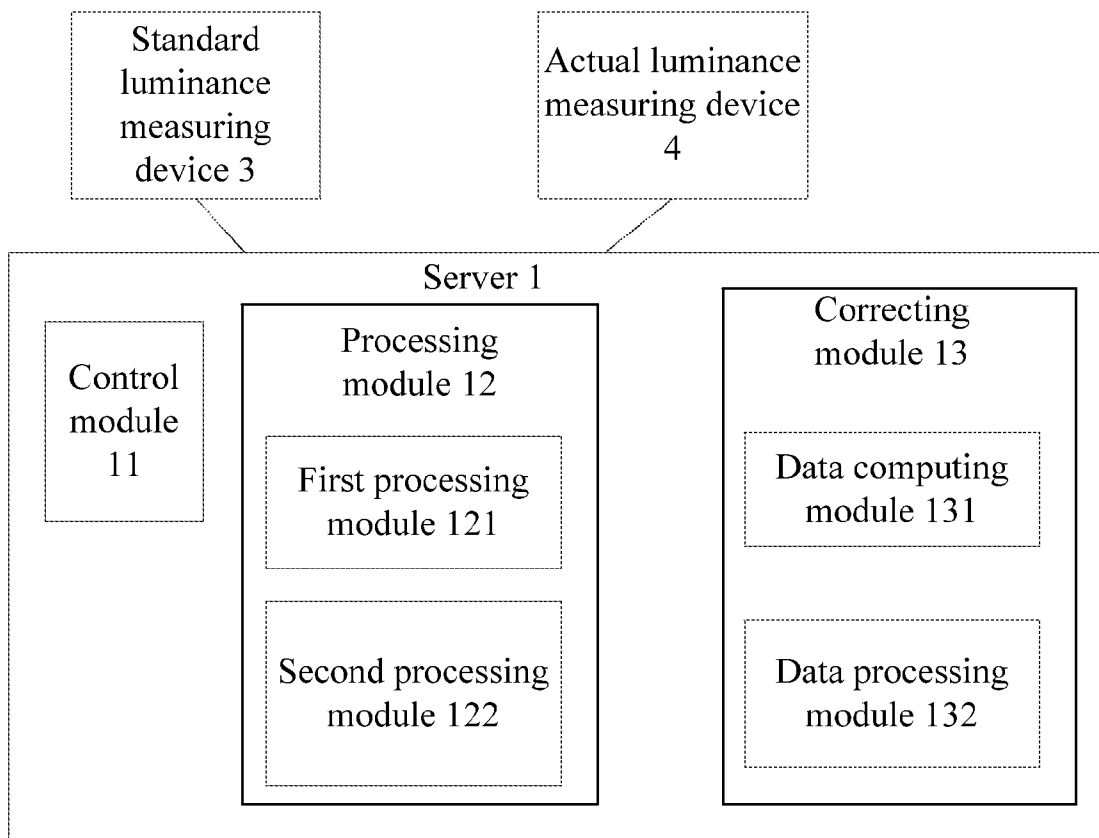 Standard
luminance
measuring
device 3
Actual luminance
measuring device
4
Server 1
Control
module
11
Processing
module 12
First processing
module 121
Second processing
module 122
Correcting
module 13
Data computing
module 131
Data processing
module 132